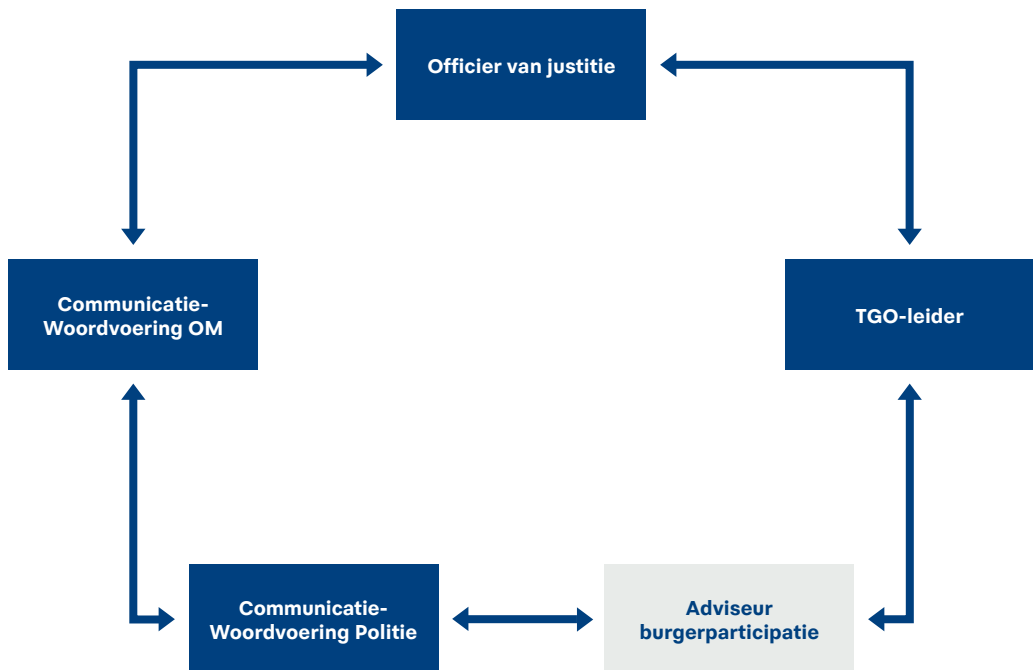 Officier van justitie
Communicatie-
Woordvoering OM
TGO-leider
Communicatie-
Woordvoering Politie
Adviseur
burgerparticipatie